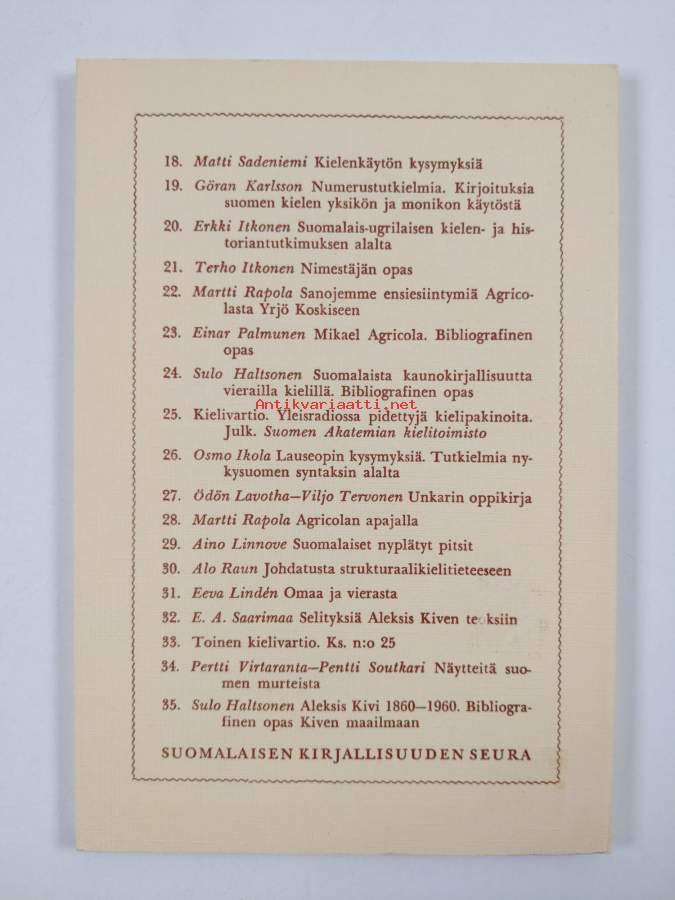 18. Matti Sadeniemi Kielenkäytön kysymyksiä
19. Göran Karlsson Numerustutkielmia. Kirjoituksia
suomen kielen yksikön ja monikon käytöstä
20. Erkki Itkonen Suomalais-ugrilaisen kielen- ja his-
toriantutkimuksen alalta
21. Terho Itkonen Nimestäjän opas
22. Martti Rapola Sanojemme ensiesiintymiä Agrico-
lasta Yrjö Koskiseen
23. Einar Palmunen Mikael Agricola. Bibliografinen
opas
24. Sulo Haltsonen Suomalaista kaunokirjallisuutta
vierailla kielillä. Bibliografinen opas
Antikvariaatti.net
25. Kielivartio. Yleisradiossa pidettyjä kielipakinoita.
Julk. Suomen Akatemian kielitoimisto
26. Osmo Ikola Lauseopin kysymyksiä. Tutkielmia ny-
kysuomen syntaksin alalta
27. Ödön Lavotha—Viljo Tervonen Unkarin oppikirja
28. Martti Rapola Agricolan apajalla
29. Aino Linnove Suomalaiset nyplätyt pitsit
30. Alo Raun Johdatusta strukturaalikielitieteeseen
31. Eeva Lindén Omaa ja vierasta
32. E. A. Saarimaa Selityksiä Aleksis Kiven teoksiin
33. Toinen kielivartio. Ks. n:o 25
34. Pertti Virtaranta—Pentti Soutkari Näytteitä suo-
men murteista
35. Sulo Haltsonen Aleksis Kivi 1860—1960. Bibliogra-
finen opas Kiven maailmaan
SUOMALAISEN KIRJALLISUUDEN SEURA